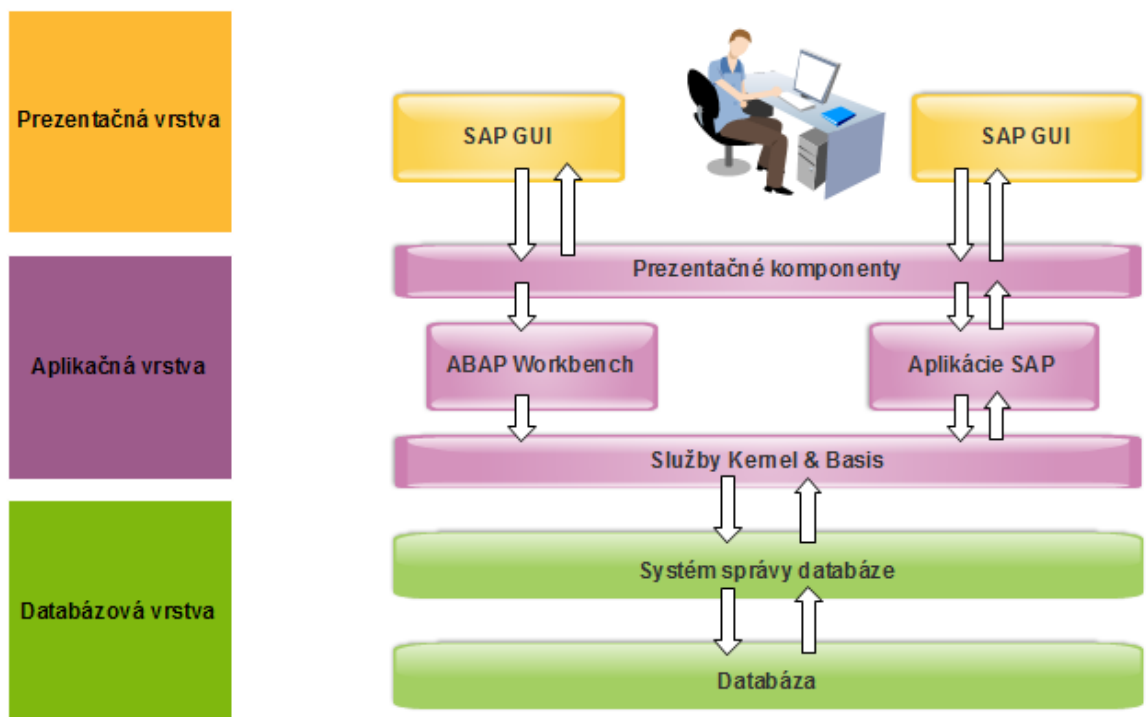 Prezentačná vrstva
SAP GUI
SAP GUI
Prezentačné komponenty
Aplikačná vrstva
ABAP Workbench
Aplikácie SAP
Služby Kernel & Basis
Databázová vrstva
Systém správy databáze
Databáza